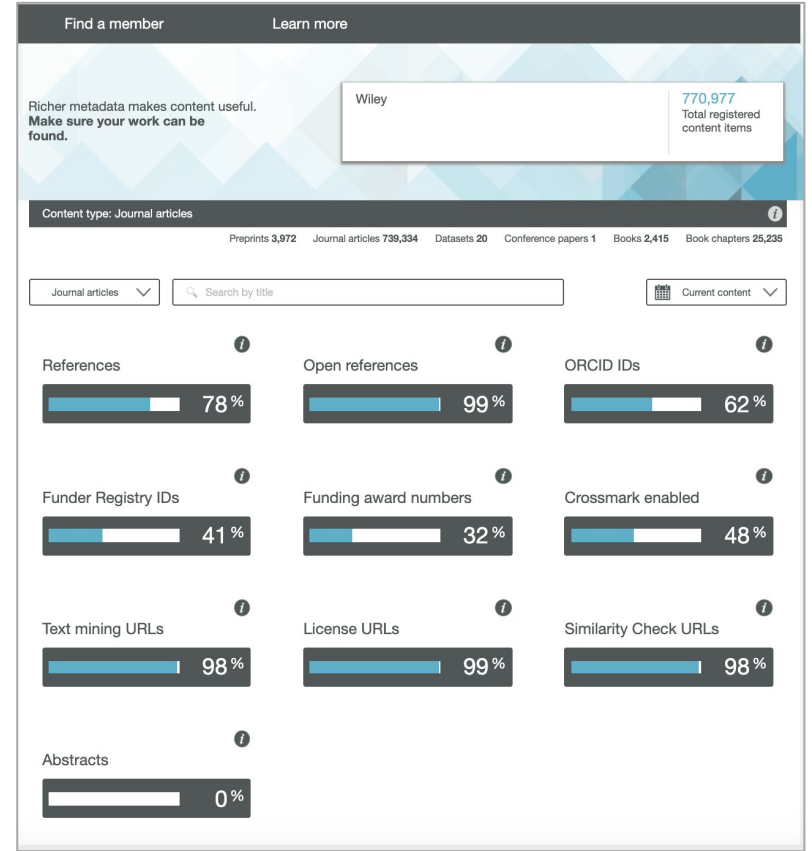 Find a member Learn more
Richer metadata makes content useful.
Make sure your work can be
found.
Wiley
770,977
Total registered
content items
Content type: Journal articles
Preprints 3,972 Journal articles 739,334 Datasets 20 Conference papers 1 Books 2,415 Book chapters 25,235
Journal articles Search by title Current content
References Open references ORCID IDs
78% 99% 62%
Funder Registry IDs Funding award numbers Crossmark enabled
41% 32% 48%
Text mining URLs License URLs Similarity Check URLs
98% 99% 98%
Abstracts
0%